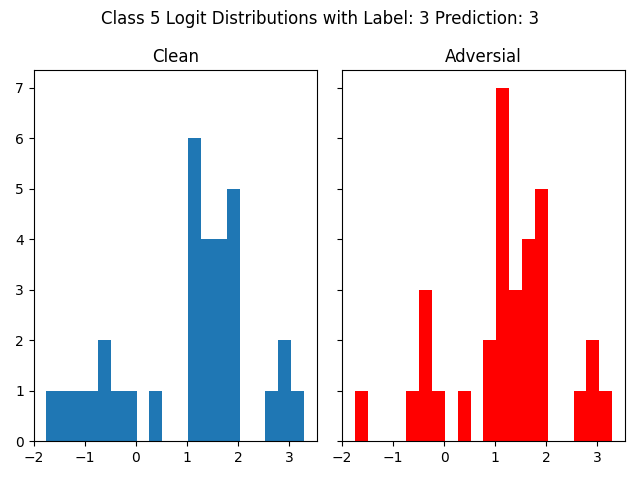 Class 5 Logit Distributions with Label: 3 Prediction: 3
Clean
Adversial
7
6
5
4
3
2
1
0
−2 −1 0 1 2 3
−2 −1 0 1 2 3